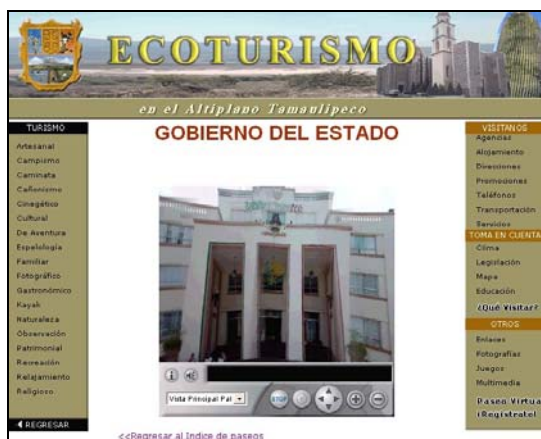 ECOTURISMO
en el Altiplano Tamaulipeco
TURISMO
Artesanal
Campismo
Caminata
Cañonismo
Cinegético
Cultural
De Aventura
Espelología
Familiar
Fotográfico
Gastronómico
Kayak
Naturaleza
Observación
Patrimonial
Recreación
Relajamiento
Religioso
REGRESAR
GOBIERNO DEL ESTADO
Vista Principal Pal
STOP
<<Regresar al Indice de paseos
VISITANOS
Agencias
Alojamiento
Direcciones
Promociones
Teléfonos
Transportación
Servicios
TOMA EN CUENTA
Clima
Legislación
Mapa
Educación
¿Qué Visitar?
OTROS
Enlaces
Fotografías
Juegos
Multimedia
Paseo Virtua
¡Registrate!